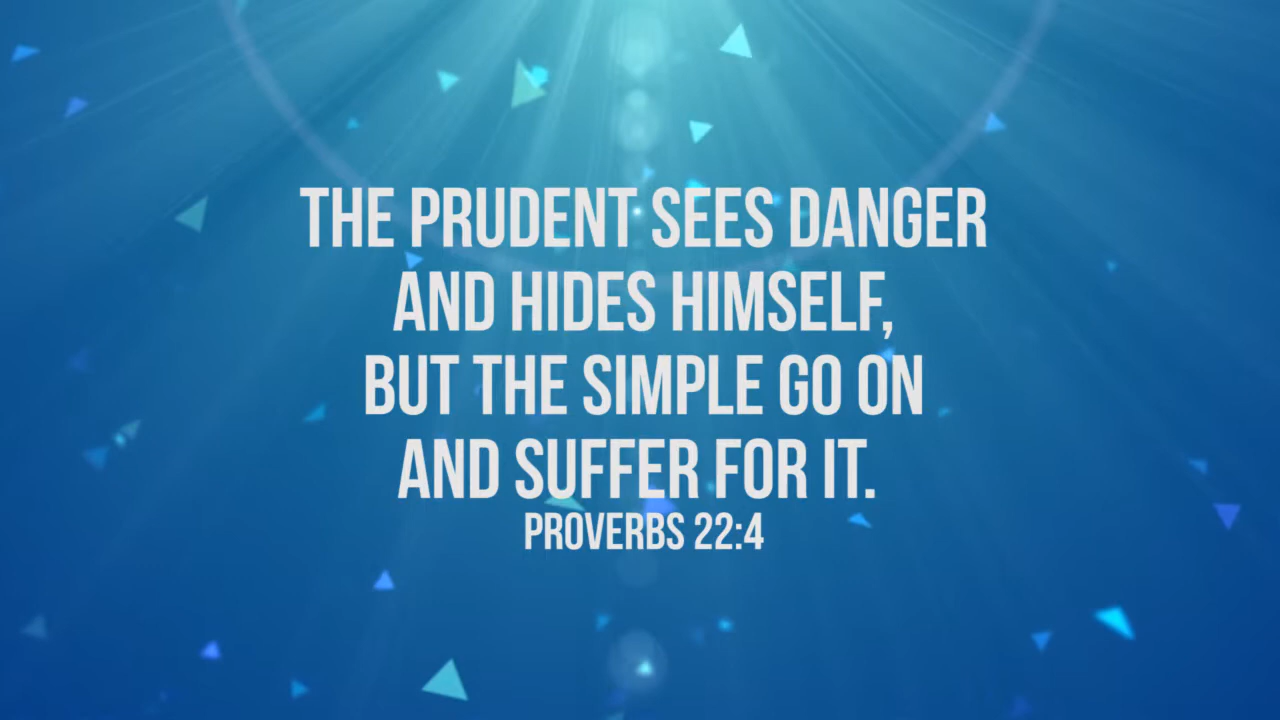 THE PRUDENT SEES DANGER
AND HIDES HIMSELF,
BUT THE SIMPLE GO ON
AND SUFFER FOR IT.
PROVERBS 22:4